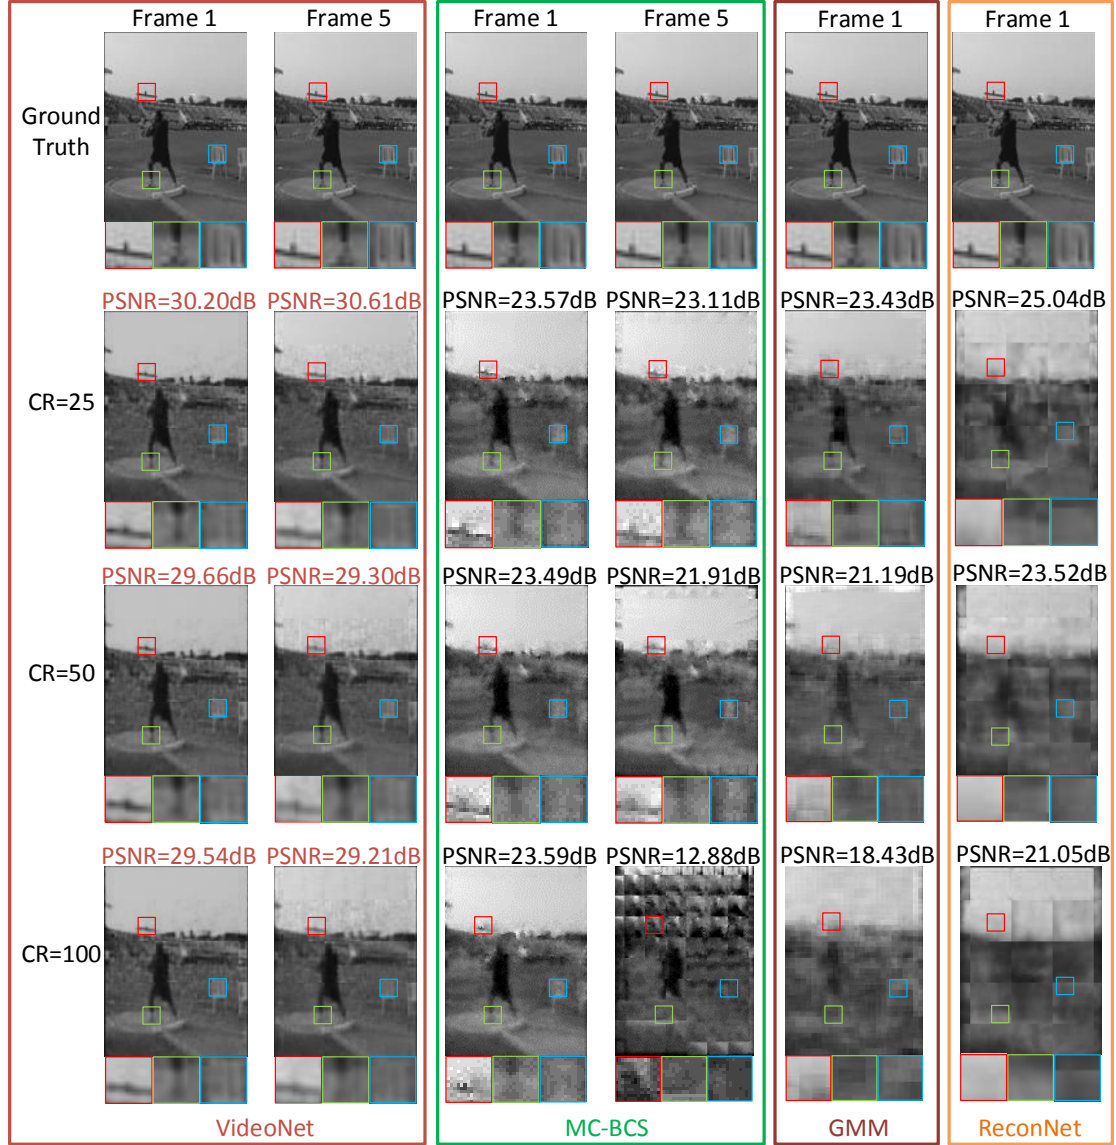 Frame 1 Frame 5 Frame 1 Frame 5 Frame 1 Frame 1
Ground
Truth
PSNR=30.20dB PSNR=30.61dB PSNR=23.57dB PSNR=23.11dB PSNR=23.43dB PSNR=25.04dB
CR=25
PSNR=29.66dB PSNR=29.30dB PSNR=23.49dB PSNR=21.91dB PSNR=21.19dB PSNR=23.52dB
CR=50
PSNR=29.54dB PSNR=29.21dB PSNR=23.59dB PSNR=12.88dB PSNR=18.43dB PSNR=21.05dB
CR=100
VideoNet MC-BCS GMM ReconNet